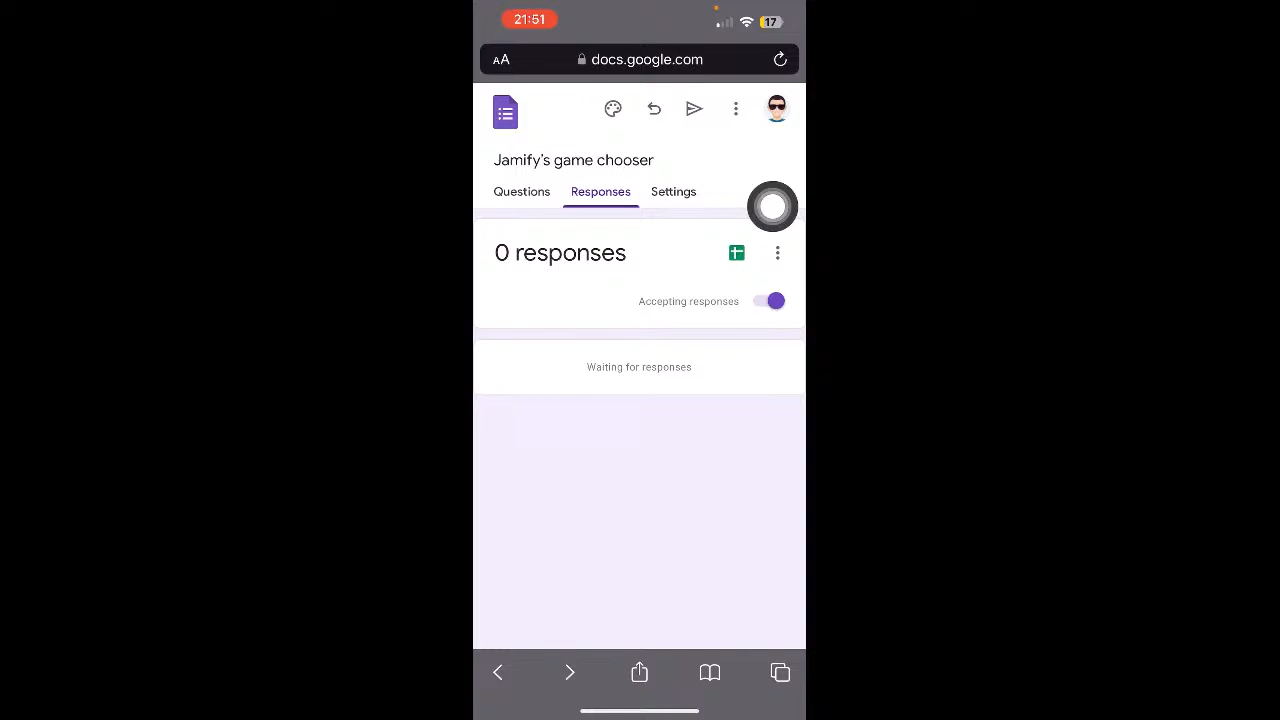 21:51
17
AA
docs.google.com
Jamify's game chooser
Questions
Responses
Settings
0 responses
Accepting responses
Waiting for responses